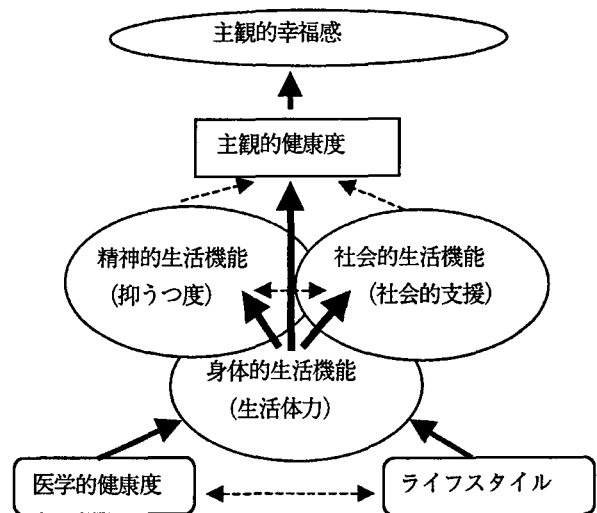 主観的幸福感
主観的健康度
精神的生活機能
(抑うつ度)
社会的生活機能
(社会的支援)
身体的生活機能
(生活体力)
医学的健康度
ライフスタイル